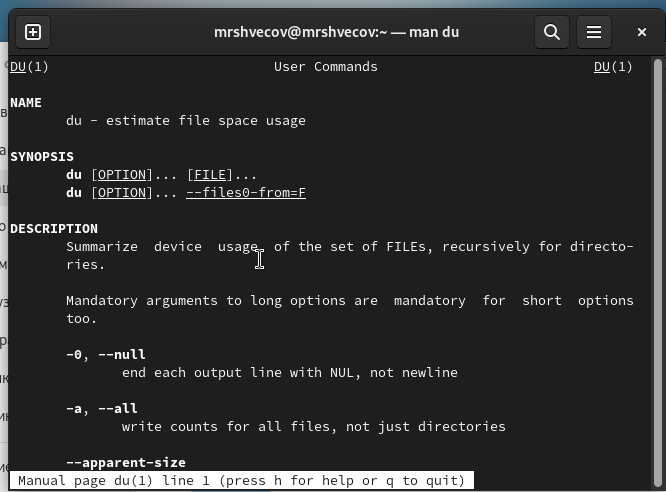 mrshvecov@mrshvecov:~ — man du
DU(1) User Commands DU(1)
NAME
du - estimate file space usage
SYNOPSIS
du [OPTION]... [FILE]...
du [OPTION]... --files0-from=F
DESCRIPTION
Summarize device usage of the set of FILEs, recursively for directo-
ries.
Mandatory arguments to long options are mandatory for short options
too.
-0, --null
end each output line with NUL, not newline
-a, --all
write counts for all files, not just directories
--apparent-size
Manual page du(1) line 1 (press h for help or q to quit)